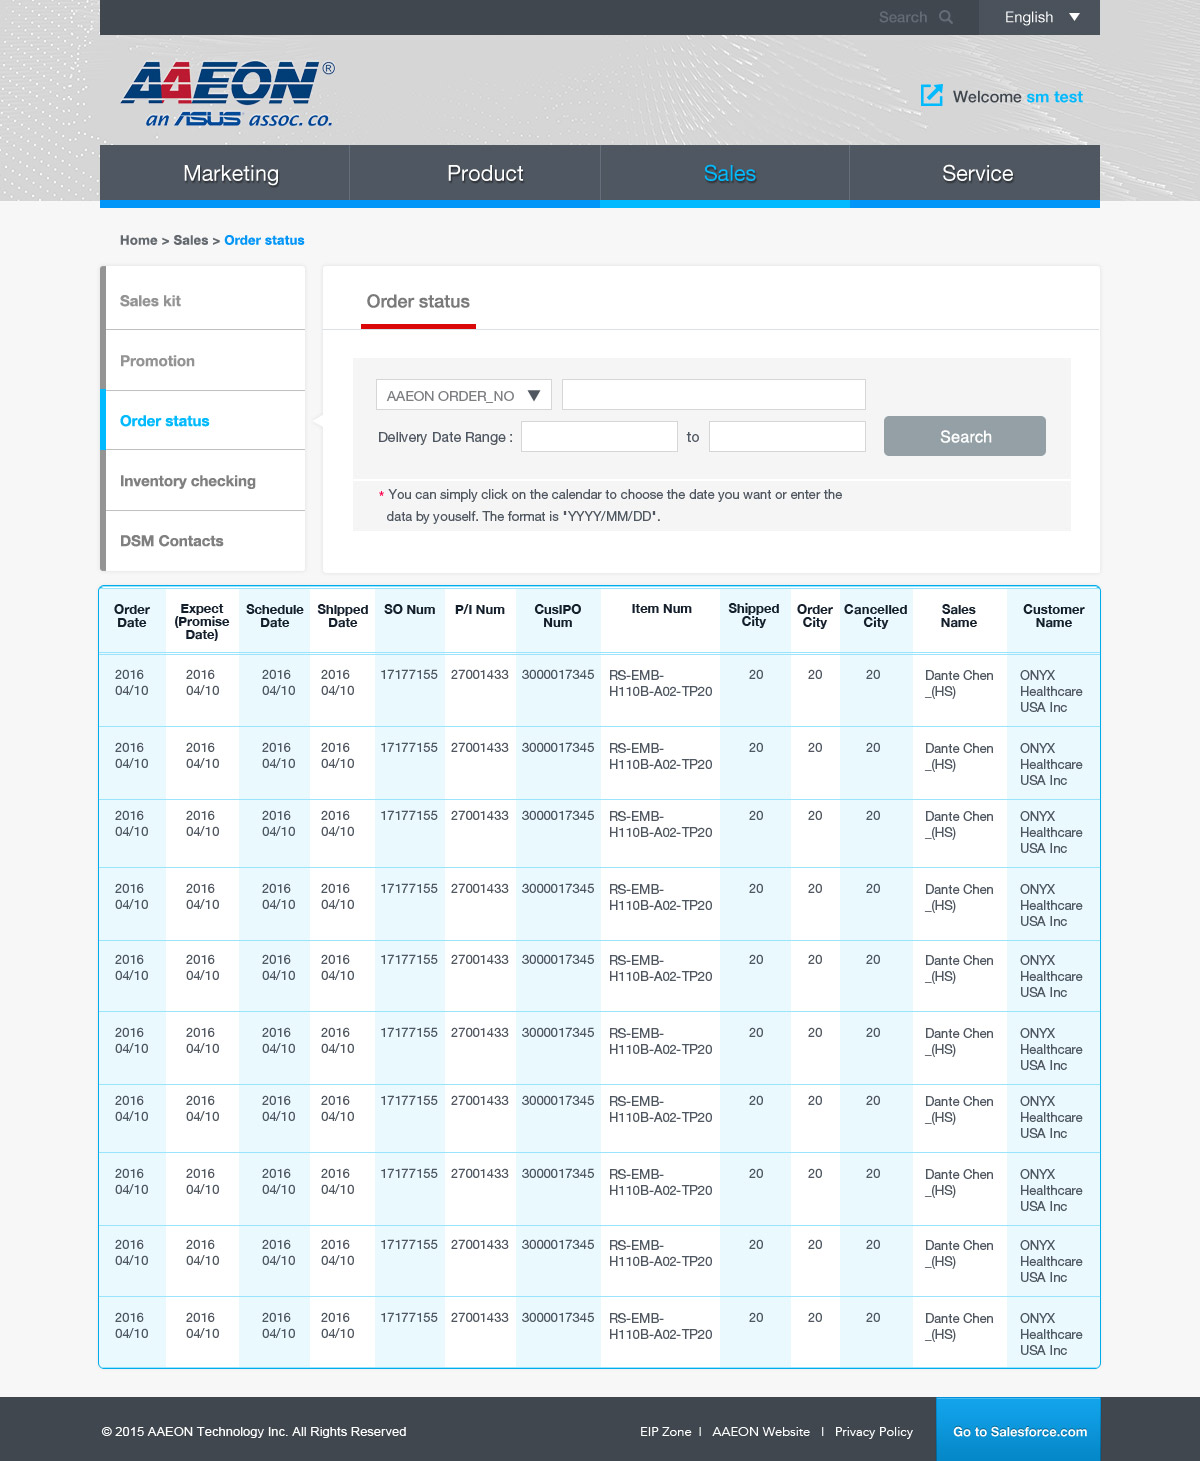 Search
English
AAEON®
an ASUS assoc. co.
Welcome sm test
Marketing
Product
Sales
Service
Home > Sales > Order status
Sales kit
Promotion
Order status
Inventory checking
DSM Contacts
Order status
AAEON ORDER_NO
Delivery Date Range :
to
Search
* You can simply click on the calendar to choose the date you want or enter the
data by youself. The format is "YYYY/MM/DD".
Order Date
Expect (Promise Date)
Schedule Date
Shipped Date
SO Num
P/I Num
CusIPO Num
Item Num
Shipped City
Order City
Cancelled City
Sales Name
Customer Name
2016 2016 2016 2016 17177155 27001433 3000017345 RS-EMB- 20 20 20 Dante Chen ONYX
04/10 04/10 04/10 04/10 H110B-A02-TP20 _(HS) Healthcare
USA Inc
2016 2016 2016 2016 17177155 27001433 3000017345 RS-EMB- 20 20 20 Dante Chen ONYX
04/10 04/10 04/10 04/10 H110B-A02-TP20 _(HS) Healthcare
USA Inc
2016 2016 2016 2016 17177155 27001433 3000017345 RS-EMB- 20 20 20 Dante Chen ONYX
04/10 04/10 04/10 04/10 H110B-A02-TP20 _(HS) Healthcare
USA Inc
2016 2016 2016 2016 17177155 27001433 3000017345 RS-EMB- 20 20 20 Dante Chen ONYX
04/10 04/10 04/10 04/10 H110B-A02-TP20 _(HS) Healthcare
USA Inc
2016 2016 2016 2016 17177155 27001433 3000017345 RS-EMB- 20 20 20 Dante Chen ONYX
04/10 04/10 04/10 04/10 H110B-A02-TP20 _(HS) Healthcare
USA Inc
2016 2016 2016 2016 17177155 27001433 3000017345 RS-EMB- 20 20 20 Dante Chen ONYX
04/10 04/10 04/10 04/10 H110B-A02-TP20 _(HS) Healthcare
USA Inc
2016 2016 2016 2016 17177155 27001433 3000017345 RS-EMB- 20 20 20 Dante Chen ONYX
04/10 04/10 04/10 04/10 H110B-A02-TP20 _(HS) Healthcare
USA Inc
2016 2016 2016 2016 17177155 27001433 3000017345 RS-EMB- 20 20 20 Dante Chen ONYX
04/10 04/10 04/10 04/10 H110B-A02-TP20 _(HS) Healthcare
USA Inc
2016 2016 2016 2016 17177155 27001433 3000017345 RS-EMB- 20 20 20 Dante Chen ONYX
04/10 04/10 04/10 04/10 H110B-A02-TP20 _(HS) Healthcare
USA Inc
2016 2016 2016 2016 17177155 27001433 3000017345 RS-EMB- 20 20 20 Dante Chen ONYX
04/10 04/10 04/10 04/10 H110B-A02-TP20 _(HS) Healthcare
USA Inc
© 2015 AAEON Technology Inc. All Rights Reserved
EIP Zone | AAEON Website | Privacy Policy
Go to Salesforce.com